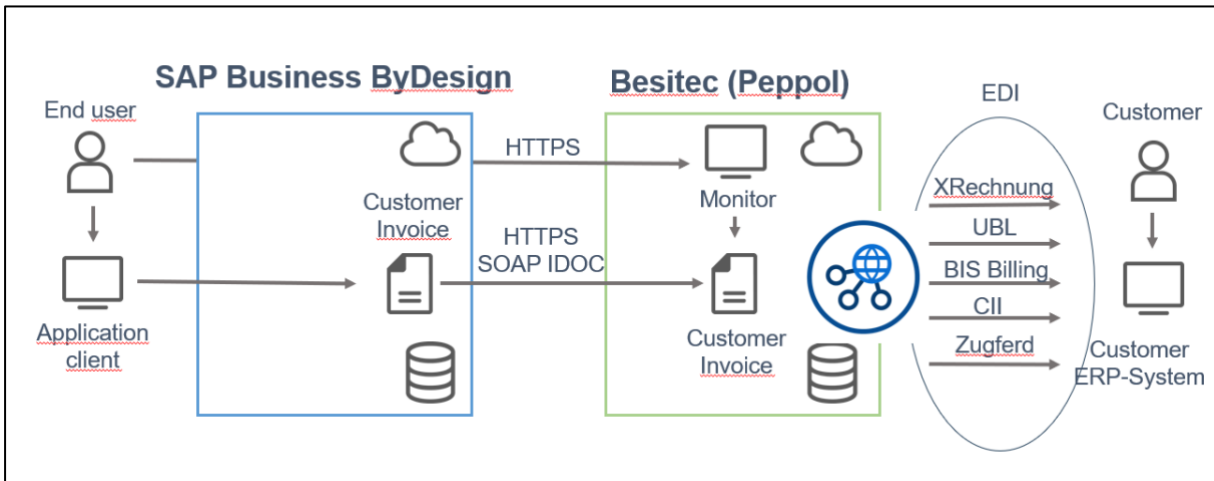 SAP Business ByDesign
Besitec (Peppol)
EDI
End user
Customer
HTTPS
XRechnung
Monitor
Customer
Invoice
UBL
HTTPS
SOAP IDOC
BIS Billing
CII
Application
client
Customer
Invoice
Zugferd
Customer
ERP-System